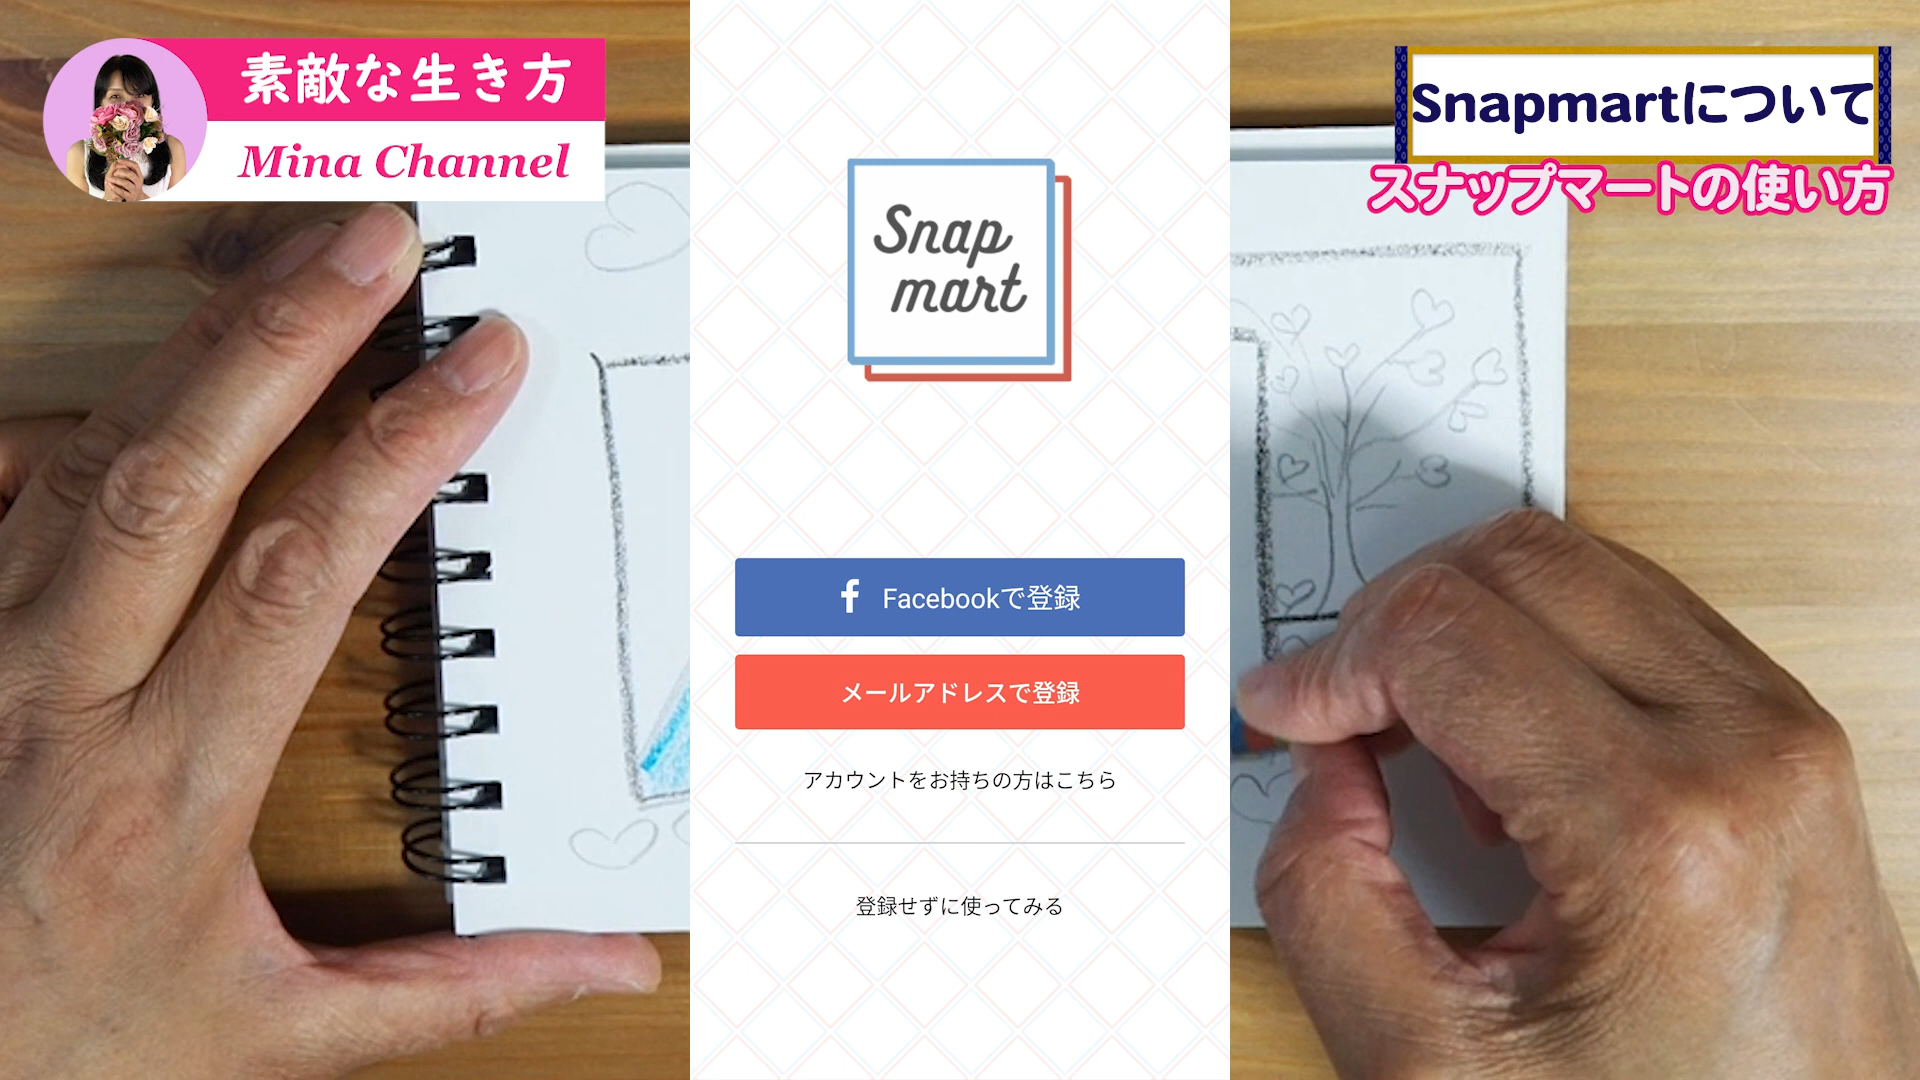 素敵な生き方
Mina Channel
Snapmartについて
スナップマートの使い方
Snap
mart
Facebookで登録
メールアドレスで登録
アカウントをお持ちの方はこちら
登録せずに使ってみる